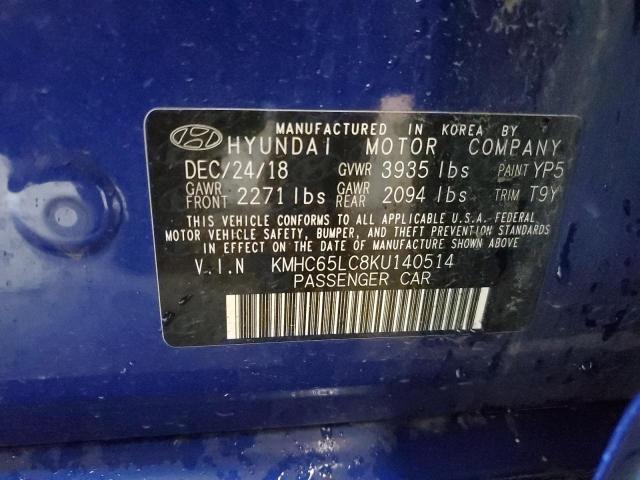 MANUFACTURED IN KOREA BY
HYUNDAI MOTOR COMPANY
DEC/24/18 GVWR 3935 lbs PAINT YP5
GAWR FRONT 2271 lbs GAWR REAR 2094 lbs TRIM T9Y
THIS VEHICLE CONFORMS TO ALL APPLICABLE U.S.A. FEDERAL
MOTOR VEHICLE SAFETY, BUMPER, AND THEFT PREVENTION STANDARDS
IN EFFECT ON THE DATE OF MANUFACTURE SHOWN ABOVE.
V.I.N KMHC65LC8KU140514
PASSENGER CAR